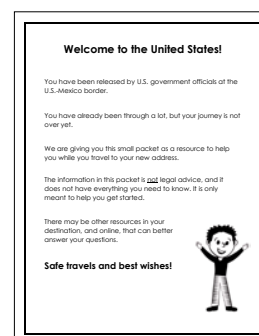 Welcome to the United States!
You have been released by U.S. government officials at the
U.S.-Mexico border.
You have already been through a lot, but your journey is not
over yet.
We are giving you this small packet as a resource to help
you while you travel to your new address.
The information in this packet is not legal advice, and it
does not have everything you need to know. It is only
meant to help you get started.
There may be other resources in your
destination, and online, that can better
answer your questions.
Safe travels and best wishes!